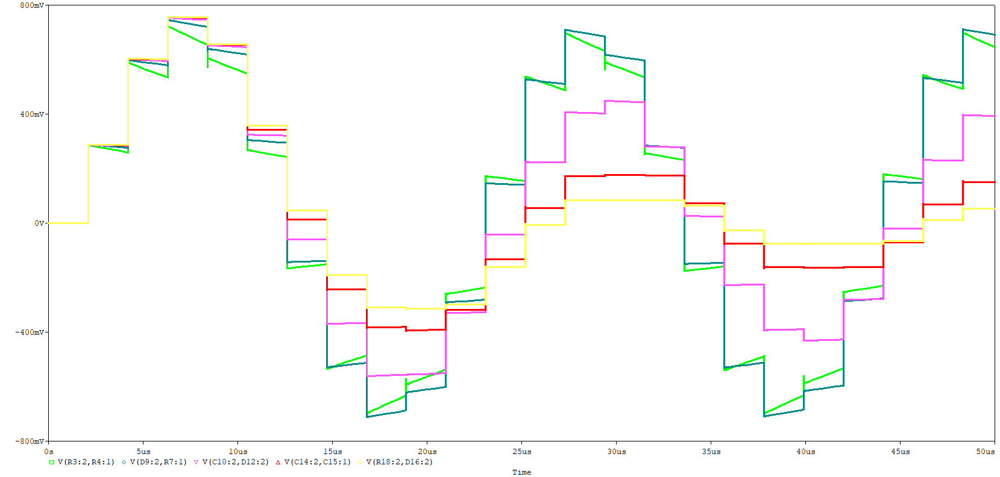 800mV
400mV
0V
-400mV
-800mV
0s 5us 10us 15us 20us 25us 30us 35us 40us 45us 50us
V(R3:2,R4:1) V(D9:2,R7:1) V(C10:2,D12:2) V(C14:2,C15:1) V(R18:2,D16:2)
Time